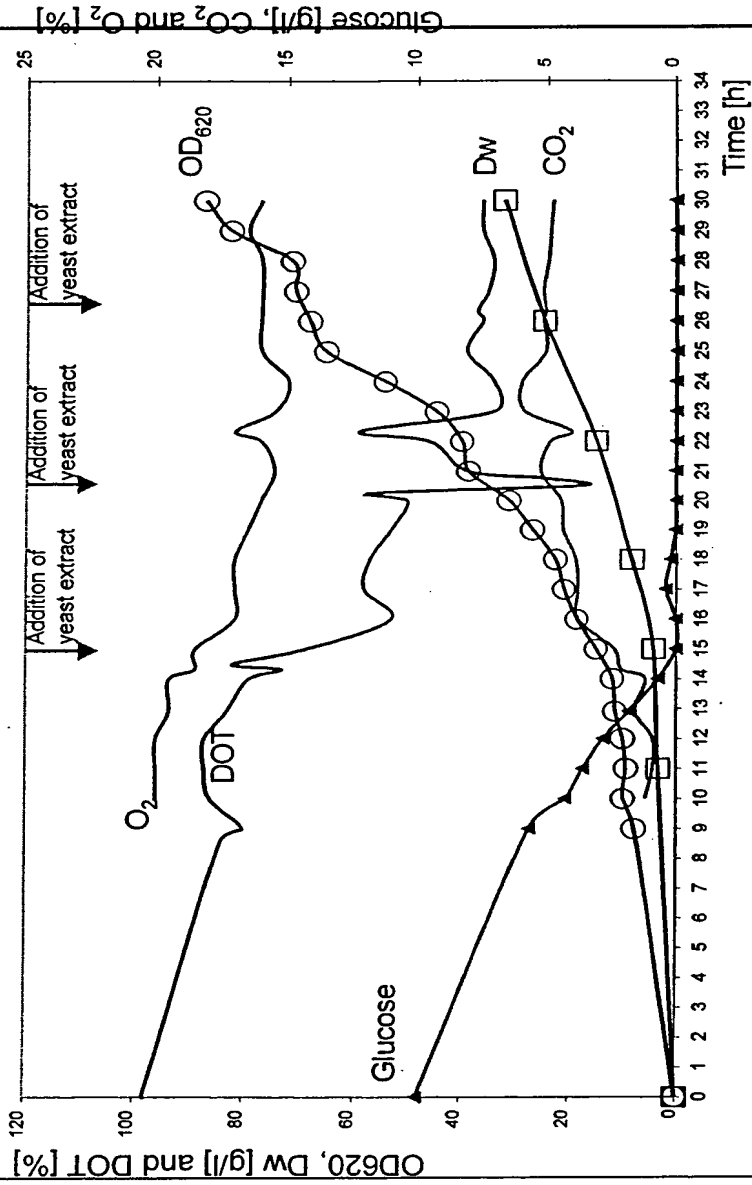 Glucose [g/l], CO₂ and O₂ [%]
25
20
15
10
5
0
0 1 2 3 4 5 6 7 8 9 10 11 12 13 14 15 16 17 18 19 20 21 22 23 24 25 26 27 28 29 30 31 32 33 34
Time [h]
120
100
80
60
40
20
0
OD620, Dw [g/l] and DOT [%]
Addition of
yeast extract
Addition of
yeast extract
Addition of
yeast extract
O₂
DOT
Glucose
OD₆₂₀
Dw
CO₂